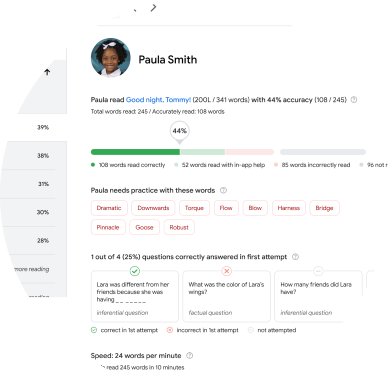 Paula Smith
Paula read Good night, Tommy! (200L / 341 words) with 44% accuracy (108 / 245)
Total words read: 245 / Accurately read: 108 words
44%
108 words read correctly
52 words read with in-app help
85 words incorrectly read
96 not r
39%
38%
31%
30%
28%
more reading
reading
Paula needs practice with these words
Dramatic
Downwards
Torque
Flow
Blow
Harness
Bridge
Pinnacle
Goose
Robust
1 out of 4 (25%) questions correctly answered in first attempt
Lara was different from her
friends because she was
having _ _ _ _ _ _ _
inferential question
What was the color of Lara's
wings?
factual question
How many friends did Lara
have?
inferential question
correct in 1st attempt
incorrect in 1st attempt
not attempted
Speed: 24 words per minute
read 245 words in 10 minutes